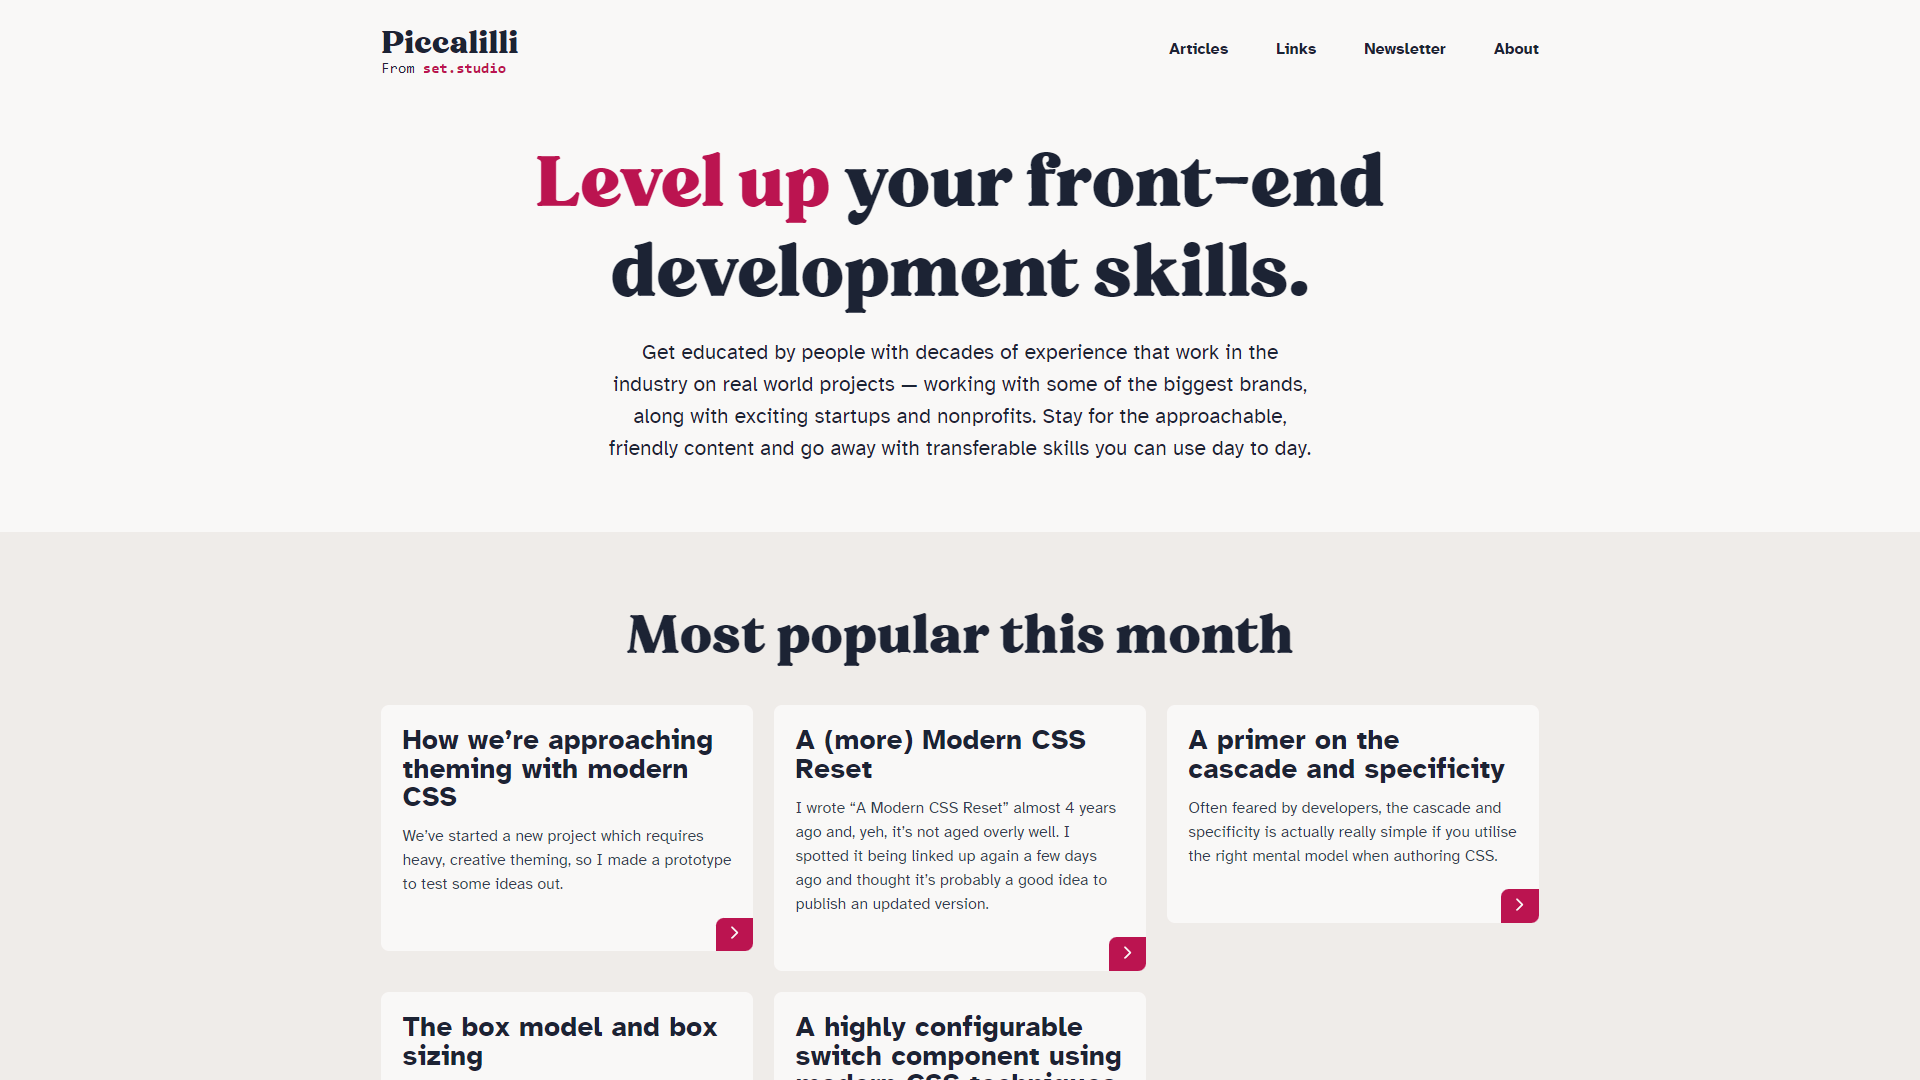 Piccalilli
From set.studio
Articles
Links
Newsletter
About
Level up your front-end
development skills.
Get educated by people with decades of experience that work in the
industry on real world projects — working with some of the biggest brands,
along with exciting startups and nonprofits. Stay for the approachable,
friendly content and go away with transferable skills you can use day to day.
Most popular this month
How we’re approaching
theming with modern
CSS
We’ve started a new project which requires
heavy, creative theming, so I made a prototype
to test some ideas out.
A (more) Modern CSS
Reset
I wrote “A Modern CSS Reset” almost 4 years
ago and, yeh, it’s not aged overly well. I
spotted it being linked up again a few days
ago and thought it’s probably a good idea to
publish an updated version.
A primer on the
cascade and specificity
Often feared by developers, the cascade and
specificity is actually really simple if you utilise
the right mental model when authoring CSS.
The box model and box
sizing
A highly configurable
switch component using
modern CSS techniques